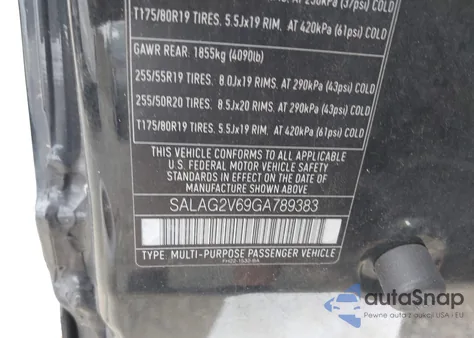 T175/80R19 TIRES. 5.5Jx19 RIM, AT 420kPa (61psi) COLD
GAWR REAR: 1855kg (4090lb)
255/55R19 TIRES. 8.0Jx19 RIMS, AT 290kPa (43psi) COLD
255/50R20 TIRES. 8.5Jx20 RIMS, AT 290kPa (43psi) COLD
T175/80R19 TIRES. 5.5Jx19 RIM, AT 420kPa (61psi) COLD
THIS VEHICLE CONFORMS TO ALL APPLICABLE
U.S. FEDERAL MOTOR VEHICLE SAFETY
STANDARDS IN EFFECT ON THE DATE OF
MANUFACTURE SHOWN ABOVE.
SALAG2V69GA789383
TYPE: MULTI-PURPOSE PASSENGER VEHICLE
autoSnap
Pewne auta z aukcji USA i EU